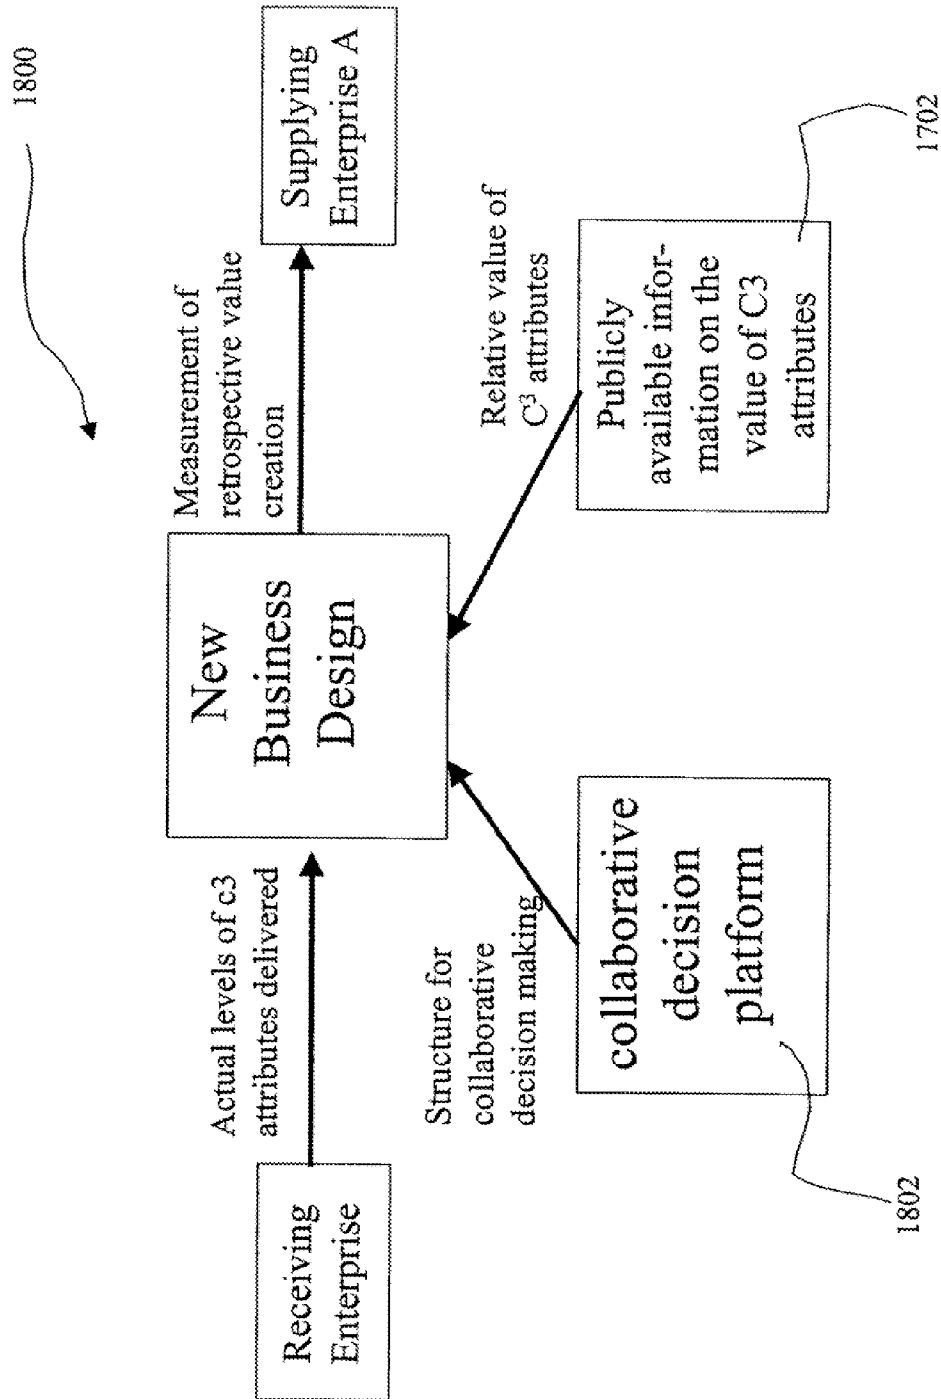 1800
Receiving
Enterprise
Actual levels of c3
attributes delivered
New
Business
Design
Measurement of
retrospective value
creation
Supplying
Enterprise A
Structure for
collaborative
decision making
Relative value of
C³ attributes
collaborative
decision
platform
Publicly
available infor-
mation on the
value of C3
attributes
1802
1702